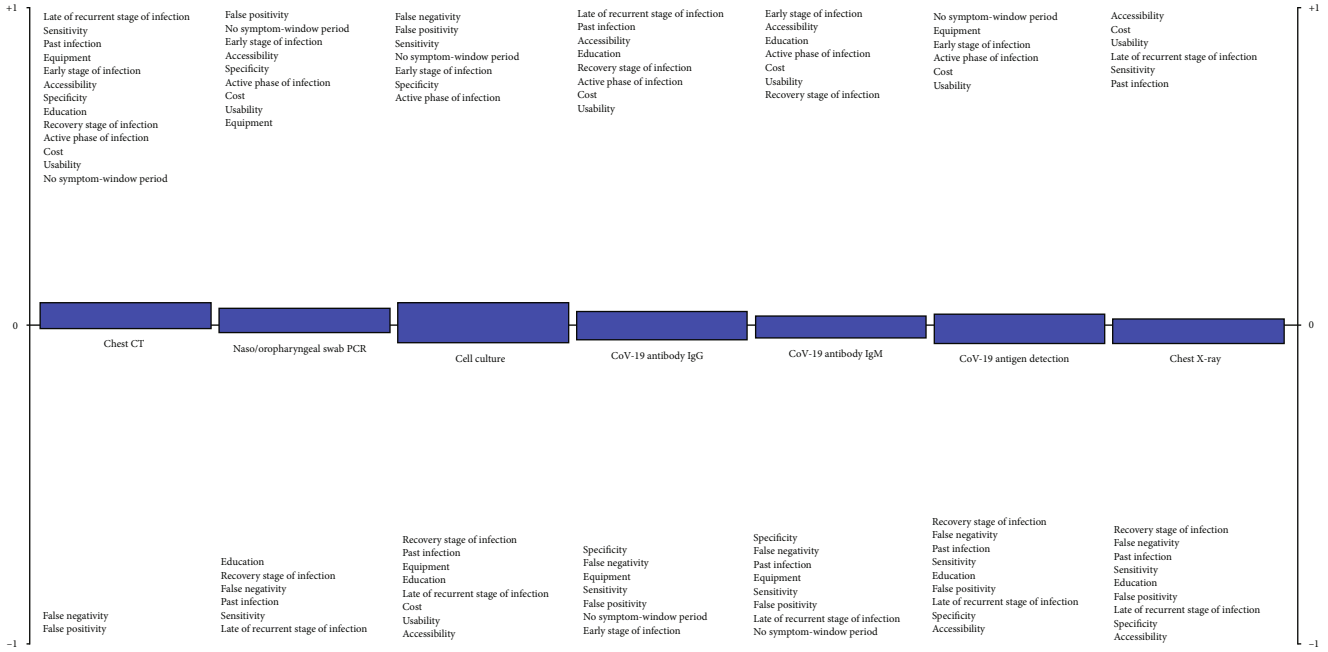 +1
Late of recurrent stage of infection
Sensitivity
Past infection
Equipment
Early stage of infection
Accessibility
Specificity
Education
Recovery stage of infection
Active phase of infection
Cost
Usability
No symptom-window period
False positivity
No symptom-window period
Early stage of infection
Accessibility
Specificity
Active phase of infection
Cost
Usability
Equipment
False negativity
False positivity
Sensitivity
No symptom-window period
Early stage of infection
Specificity
Active phase of infection
Late of recurrent stage of infection
Past infection
Accessibility
Education
Recovery stage of infection
Active phase of infection
Cost
Usability
Early stage of infection
Accessibility
Education
Active phase of infection
Cost
Usability
Recovery stage of infection
No symptom-window period
Equipment
Early stage of infection
Active phase of infection
Cost
Usability
Accessibility
Cost
Usability
Late of recurrent stage of infection
Sensitivity
Past infection
+1
0
Chest CT
Naso/oropharyngeal swab PCR
Cell culture
CoV-19 antibody IgG
CoV-19 antibody IgM
CoV-19 antigen detection
Chest X-ray
0
False negativity
False positivity
Education
Recovery stage of infection
False negativity
Past infection
Sensitivity
Late of recurrent stage of infection
Recovery stage of infection
Past infection
Equipment
Education
Late of recurrent stage of infection
Cost
Usability
Accessibility
Specificity
False negativity
Equipment
Sensitivity
False positivity
No symptom-window period
Early stage of infection
Specificity
False negativity
Past infection
Equipment
Sensitivity
False positivity
Late of recurrent stage of infection
No symptom-window period
Recovery stage of infection
False negativity
Past infection
Sensitivity
Education
False positivity
Late of recurrent stage of infection
Specificity
Accessibility
Recovery stage of infection
False negativity
Past infection
Sensitivity
Education
False positivity
Late of recurrent stage of infection
Specificity
Accessibility
–1
–1